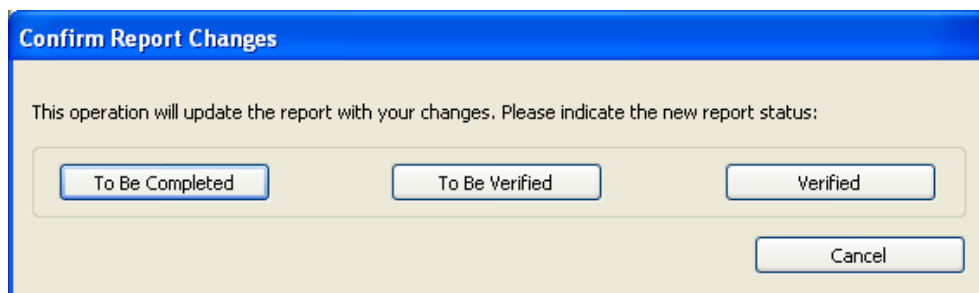 Confirm Report Changes
This operation will update the report with your changes. Please indicate the new report status:
To Be Completed
To Be Verified
Verified
Cancel